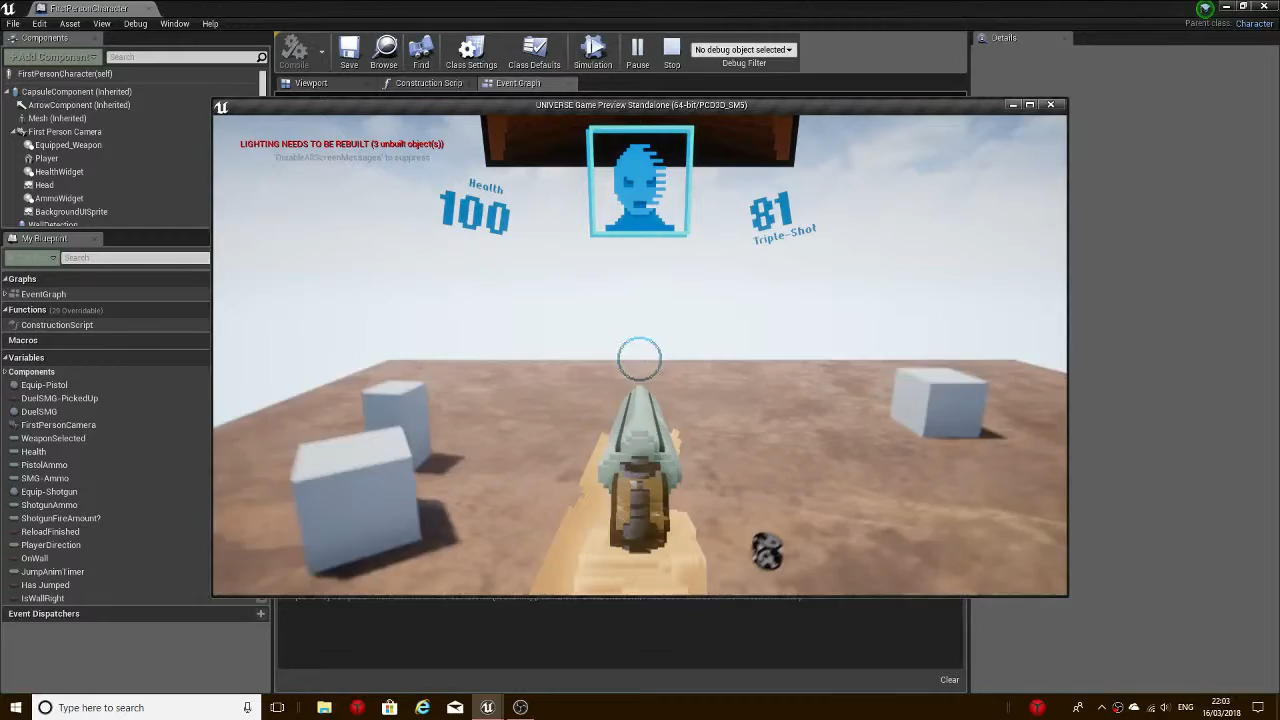 FirstPersonCharacter
Parent class: Character
File Edit Asset View Debug Window Help
Components
+Add Component
Search
FirstPersonCharacter(self)
CapsuleComponent (Inherited)
ArrowComponent (Inherited)
Mesh (Inherited)
First Person Camera
Equipped_Weapon
Player
HealthWidget
Head
AmmoWidget
BackgroundUISprite
WallDetection
My Blueprint
Search
Graphs
EventGraph
Functions (29 Overridable)
ConstructionScript
Macros
Variables
Components
Equip-Pistol
DuelSMG-PickedUp
DuelSMG
FirstPersonCamera
WeaponSelected
Health
PistolAmmo
SMG-Ammo
Equip-Shotgun
ShotgunAmmo
ShotgunFireAmount?
ReloadFinished
PlayerDirection
OnWall
JumpAnimTimer
Has Jumped
IsWallRight
Event Dispatchers
Compile Save Browse Find Class Settings Class Defaults Simulation Pause Stop
No debug object selected
Debug Filter
Details
Viewport Construction Scrip Event Graph
UNIVERSE Game Preview Standalone (64-bit/PCD3D_SM5)
LIGHTING NEEDS TO BE REBUILT (3 unbuilt object(s))
'DisableAllScreenMessages' to suppress
Health
100
81
Triple-Shot
Clear
Type here to search
ENG
22:03
16/03/2018